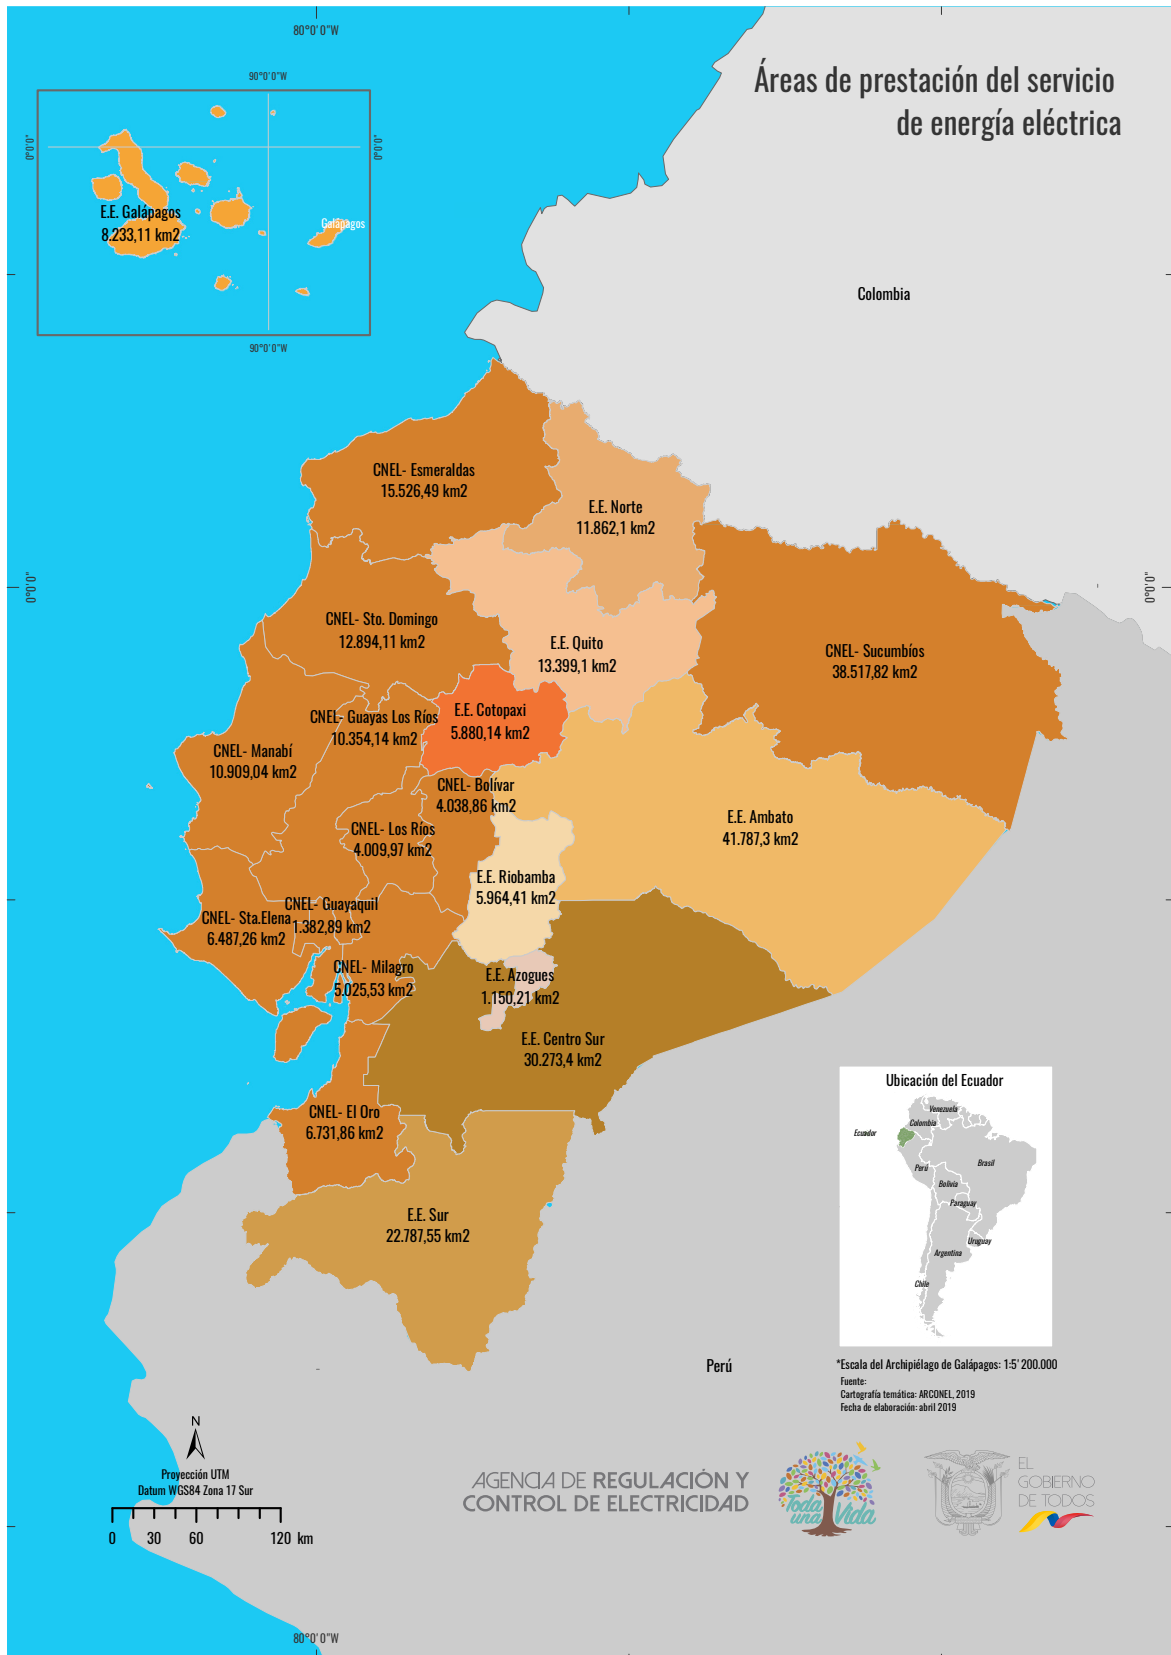 80°0'0"W
Áreas de prestación del servicio
de energía eléctrica
90°0'0"W
0°0'0"
0°0'0"
E.E. Galápagos
8.233,11 km2
Galápagos
90°0'0"W
Colombia
CNEL- Esmeraldas
15.526,49 km2
E.E. Norte
11.862,1 km2
0°0'0"
0°0'0"
CNEL- Sto. Domingo
12.894,11 km2
E.E. Quito
13.399,1 km2
CNEL- Sucumbíos
38.517,82 km2
E.E. Cotopaxi
5.880,14 km2
CNEL- Guayas Los Ríos
10.354,14 km2
CNEL- Manabí
10.909,04 km2
CNEL- Bolívar
4.038,86 km2
E.E. Ambato
41.787,3 km2
CNEL- Los Ríos
4.009,97 km2
E.E. Riobamba
5.964,41 km2
CNEL- Guayaquil
1.382,89 km2
CNEL- Sta.Elena
6.487,26 km2
CNEL- Milagro
5.025,53 km2
E.E. Azogues
1.150,21 km2
E.E. Centro Sur
30.273,4 km2
CNEL- El Oro
6.731,86 km2
E.E. Sur
22.787,55 km2
Ubicación del Ecuador
Venezuela
Colombia
Ecuador
Perú
Brasil
Bolivia
Paraguay
Uruguay
Argentina
Chile
Perú
*Escala del Archipiélago de Galápagos: 1:5'200.000
Fuente:
Cartografía temática: ARCONEL, 2019
Fecha de elaboración: abril 2019
N
Proyección UTM
Datum WGS84 Zona 17 Sur
0 30 60 120 km
AGENCIA DE REGULACIÓN Y
CONTROL DE ELECTRICIDAD
Toda
una Vida
EL
GOBIERNO
DE TODOS
80°0'0"W